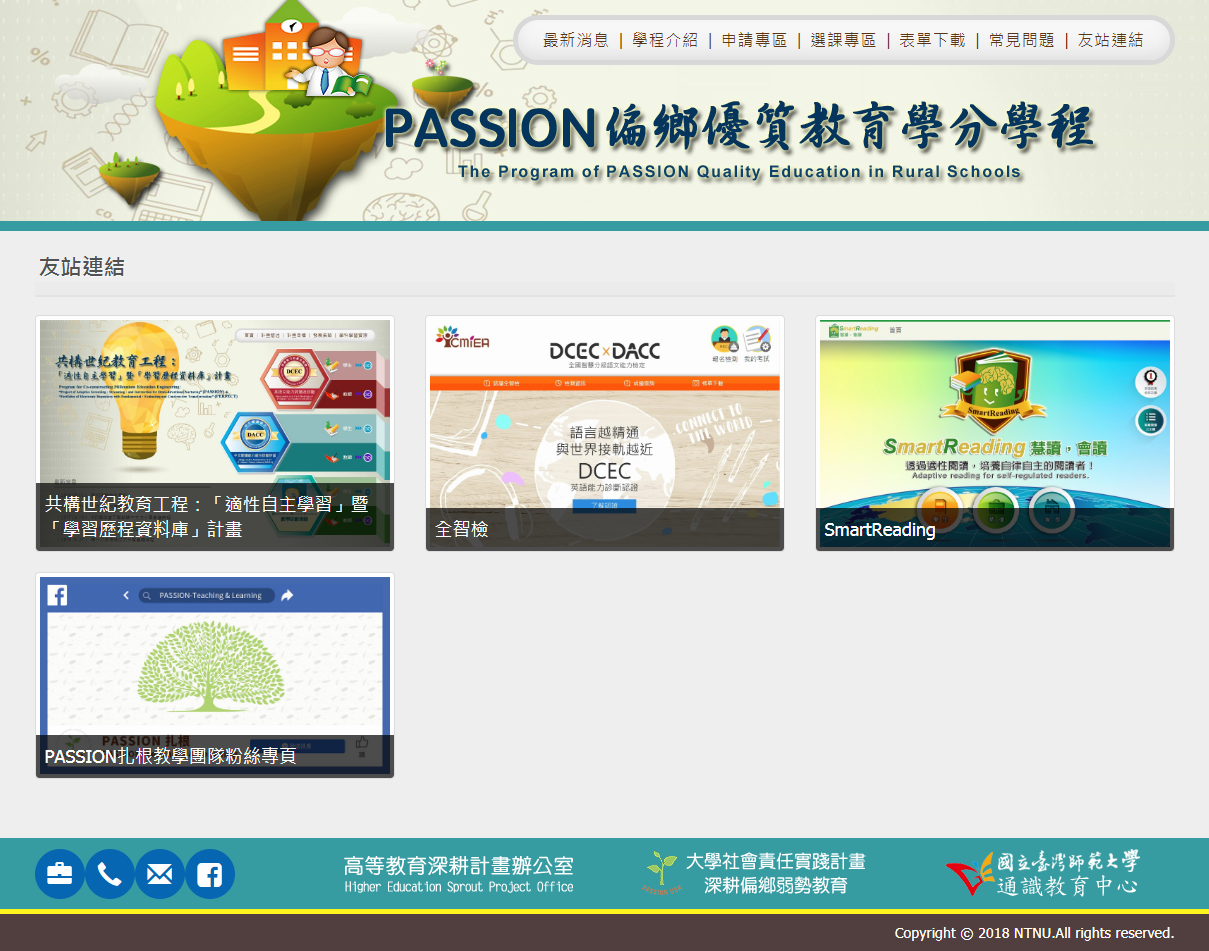 最新消息 | 學程介紹 | 申請專區 | 選課專區 | 表單下載 | 常見問題 | 友站連結
PASSION偏鄉優質教育學分學程
The Program of PASSION Quality Education in Rural Schools
友站連結
共構世紀教育工程：
「適性自主學習」暨「學習歷程資料庫」計畫
DCEC
DACC
共構世紀教育工程：「適性自主學習」暨
「學習歷程資料庫」計畫
CMIEA
DCEC×DACC
全國智慧分級語文能力檢定
報名檢測 我的考試
CONNECT TO
THE WORLD
語言越精通
與世界接軌越近
DCEC
英語能力診斷認證
了解認證
全智檢
SmartReading
首頁
SmartReading
SmartReading 慧讀，會讀
透過適性閱讀，培養自律自主的閱讀者！
Adaptive reading for self-regulated readers.
SmartReading
PASSION-Teaching & Learning
PASSION 扎根
PASSION扎根教學團隊粉絲專頁
高等教育深耕計畫辦公室
Higher Education Sprout Project Office
大學社會責任實踐計畫
深耕偏鄉弱勢教育
國立臺灣師範大學
通識教育中心
Copyright © 2018 NTNU.All rights reserved.